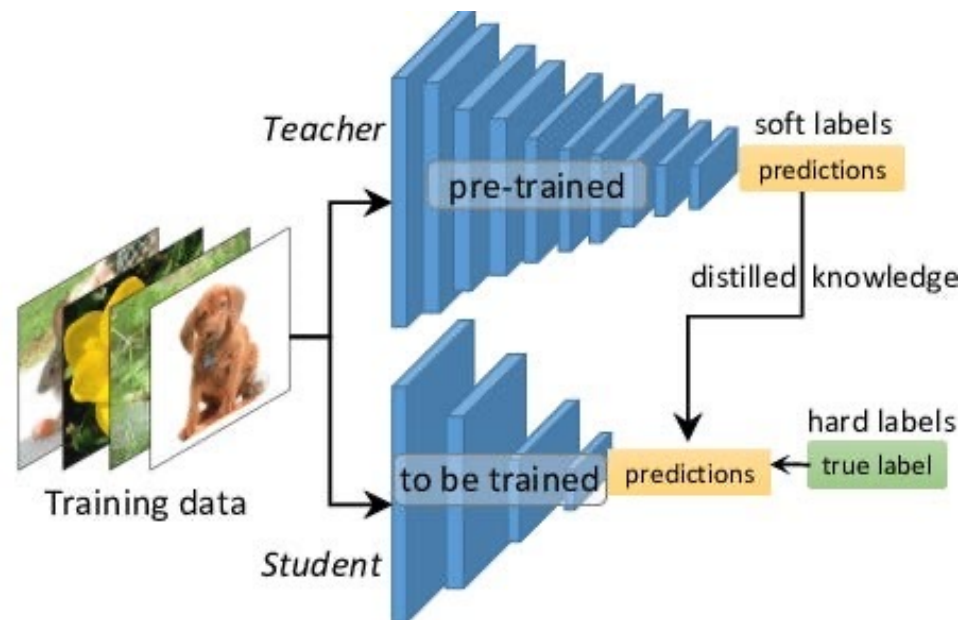 Teacher
pre-trained
soft labels
predictions
distilled knowledge
Training data
to be trained
predictions
hard labels
true label
Student